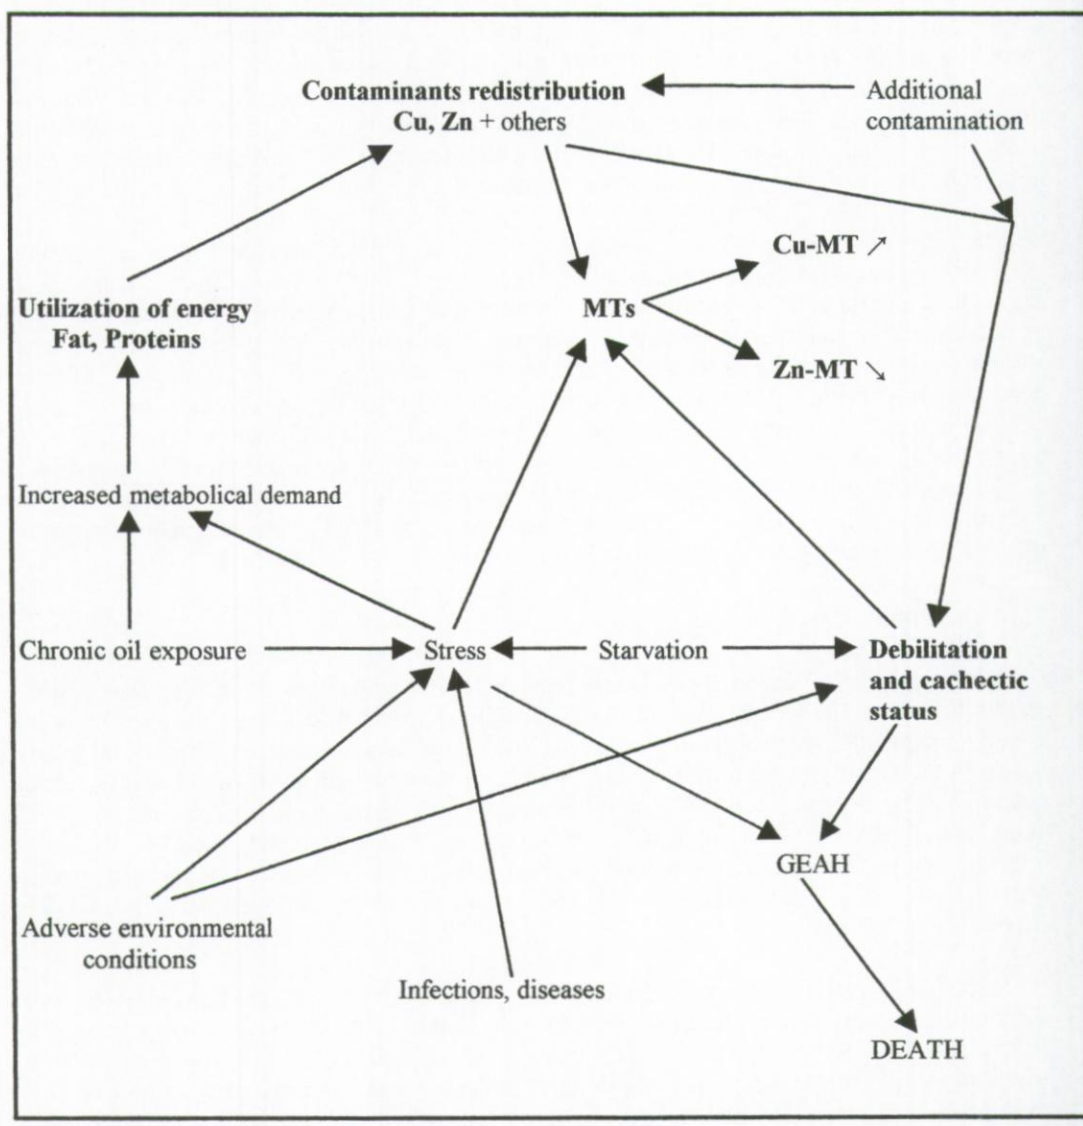 Contaminants redistribution
Cu, Zn + others
Additional
contamination
Cu-MT ↗
Utilization of energy
Fat, Proteins
MTs
Zn-MT ↘
Increased metabolical demand
Chronic oil exposure
Stress
Starvation
Debilitation
and cachectic
status
GEAH
Adverse environmental
conditions
Infections, diseases
DEATH